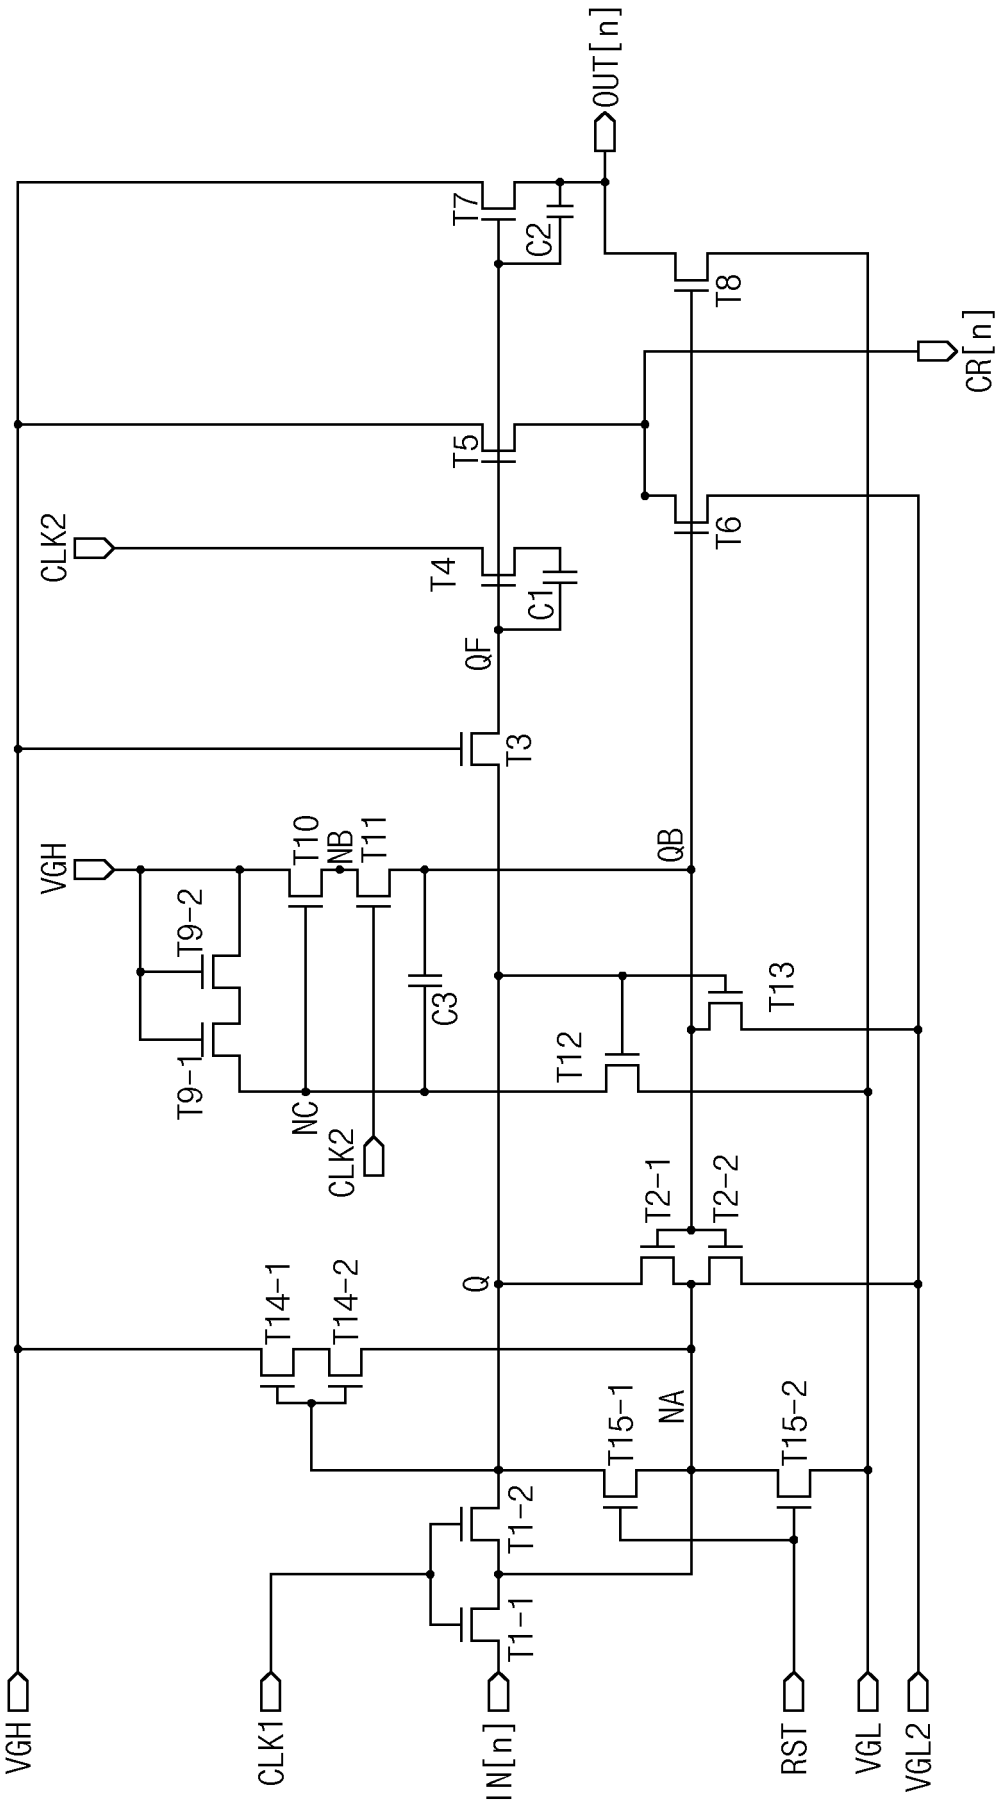 VGH
CLK1
IN[n]
RST
VGL
VGL2
T1-1
T1-2
T14-1
T14-2
T15-1
T15-2
NA
Q
T2-1
T2-2
CLK2
NC
T9-1
T9-2
VGH
T10
NB
T11
C3
T12
T13
QB
T3
QF
CLK2
T4
C1
T5
T6
CR[n]
T7
C2
T8
OUT[n]